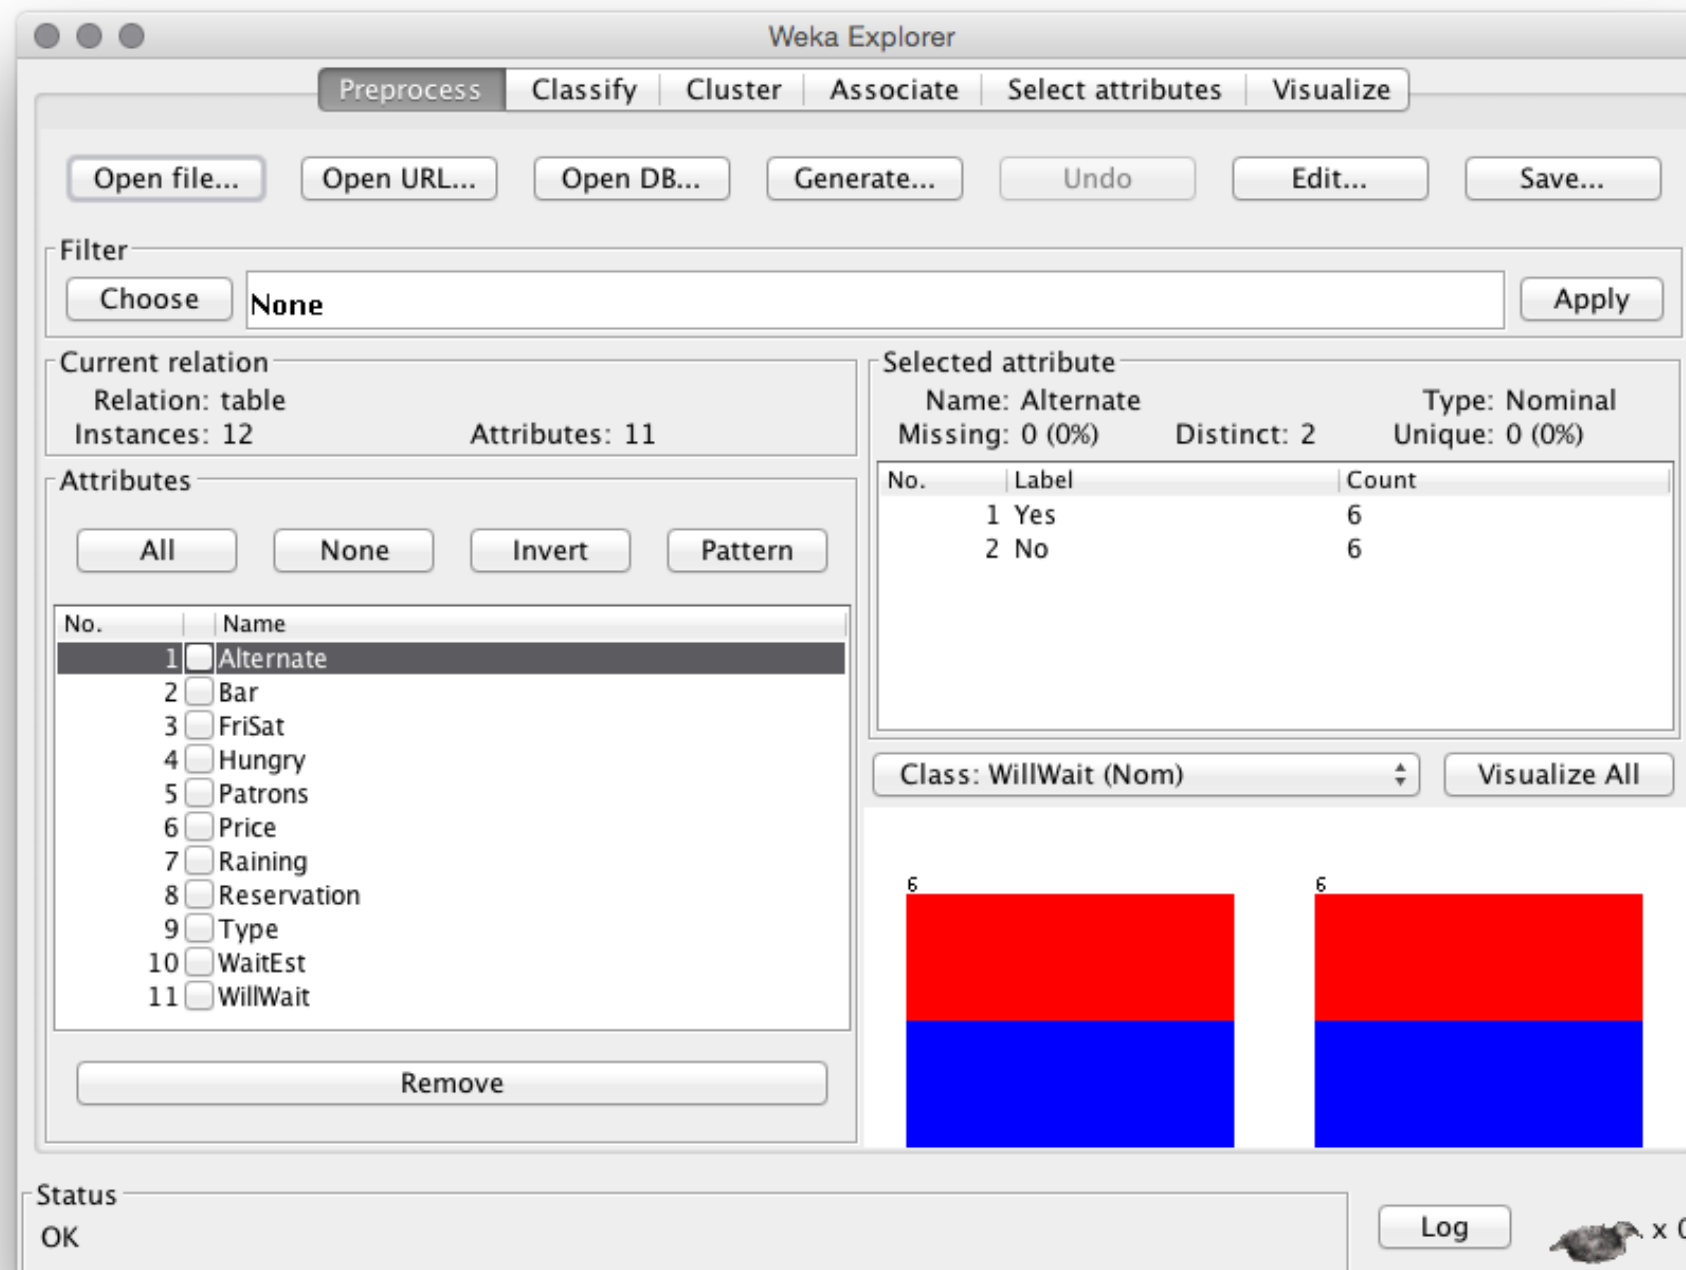 Weka Explorer
Preprocess Classify Cluster Associate Select attributes Visualize
Open file... Open URL... Open DB... Generate... Undo Edit... Save...
Filter
Choose None Apply
Current relation
Relation: table
Instances: 12 Attributes: 11
Attributes
All None Invert Pattern
No. Name
1 Alternate
2 Bar
3 FriSat
4 Hungry
5 Patrons
6 Price
7 Raining
8 Reservation
9 Type
10 WaitEst
11 WillWait
Remove
Selected attribute
Name: Alternate Type: Nominal
Missing: 0 (0%) Distinct: 2 Unique: 0 (0%)
No. Label Count
1 Yes 6
2 No 6
Class: WillWait (Nom) Visualize All
6 6
Status
OK
Log x 0